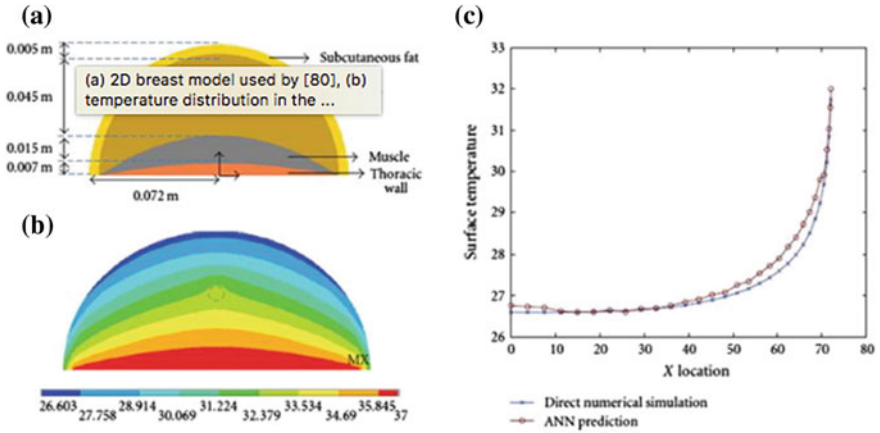 (a)
0.005 m
0.045 m
0.015 m
0.007 m
0.072 m
Subcutaneous fat
(a) 2D breast model used by [80], (b)
temperature distribution in the ...
Muscle
Thoracic
wall
(b)
MX
26.603 27.758 28.914 30.069 31.224 32.379 33.534 34.69 35.845 37
(c)
Surface temperature
33
32
31
30
29
28
27
26
0 10 20 30 40 50 60 70 80
X location
Direct numerical simulation
ANN prediction